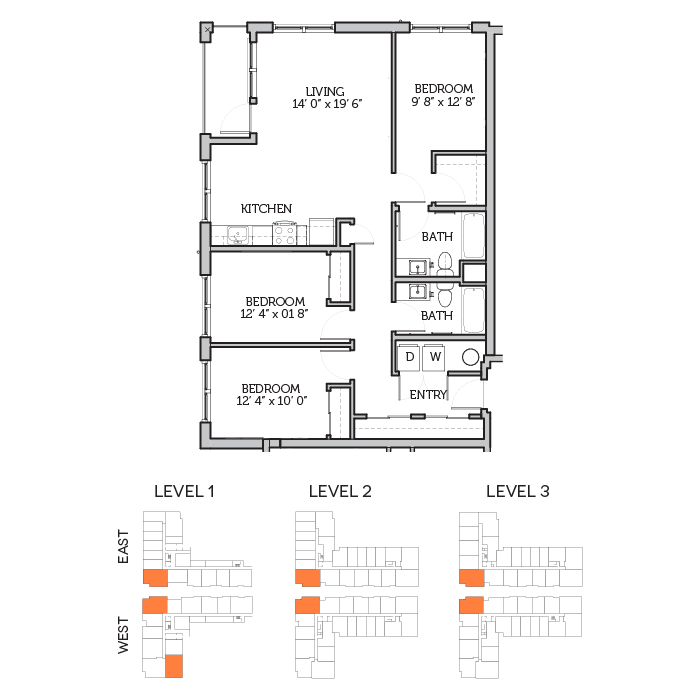 LIVING
14' 0" x 19' 6"
BEDROOM
9' 8" x 12' 8"
KITCHEN
BATH
BEDROOM
12' 4" x 01 8"
BATH
D W
BEDROOM
12' 4" x 10' 0"
ENTRY
LEVEL 1
LEVEL 2
LEVEL 3
EAST
WEST